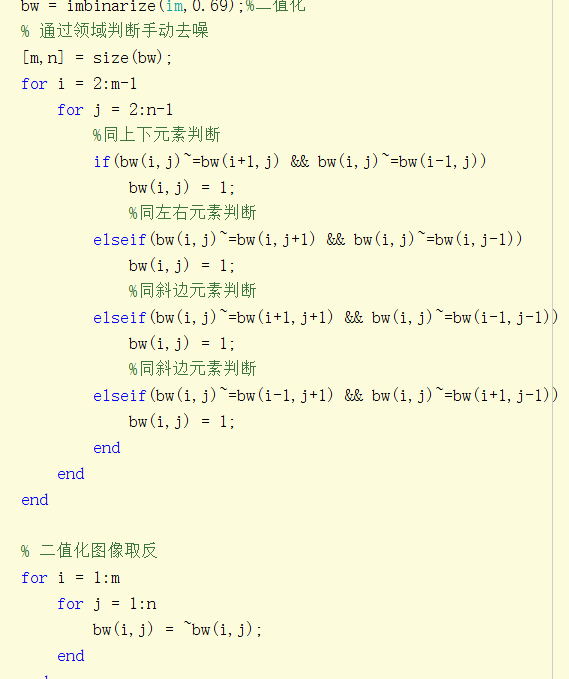 bw = imbinarize(im,0.69);%二值化
% 通过领域判断手动去噪
[m,n] = size(bw);
for i = 2:m-1
    for j = 2:n-1
        %同上下元素判断
        if(bw(i,j)~=bw(i+1,j) && bw(i,j)~=bw(i-1,j))
            bw(i,j) = 1;
            %同左右元素判断
        elseif(bw(i,j)~=bw(i,j+1) && bw(i,j)~=bw(i,j-1))
            bw(i,j) = 1;
            %同斜边元素判断
        elseif(bw(i,j)~=bw(i+1,j+1) && bw(i,j)~=bw(i-1,j-1))
            bw(i,j) = 1;
            %同斜边元素判断
        elseif(bw(i,j)~=bw(i-1,j+1) && bw(i,j)~=bw(i+1,j-1))
            bw(i,j) = 1;
        end
    end
end
% 二值化图像取反
for i = 1:m
    for j = 1:n
        bw(i,j) = ~bw(i,j);
    end